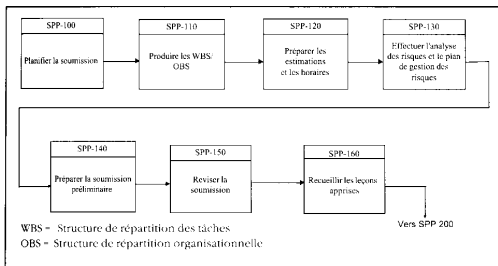 SPP-100
Planifier la soumission
SPP-110
Produire les WBS/
OBS
SPP-120
Préparer les
estimations
et les horaires
SPP-130
Effectuer l'analyse
des risques et le pian
de gestion des
risques
SPP-140
Préparer la soumission
préliminaire
SPP-150
Reviser la
soumission
SPP-160
Recueillir les leçons
apprises
Vers SPP 200
WBS = Structure de répartition des tâches
OBS = Structure de répartition organisationnelle